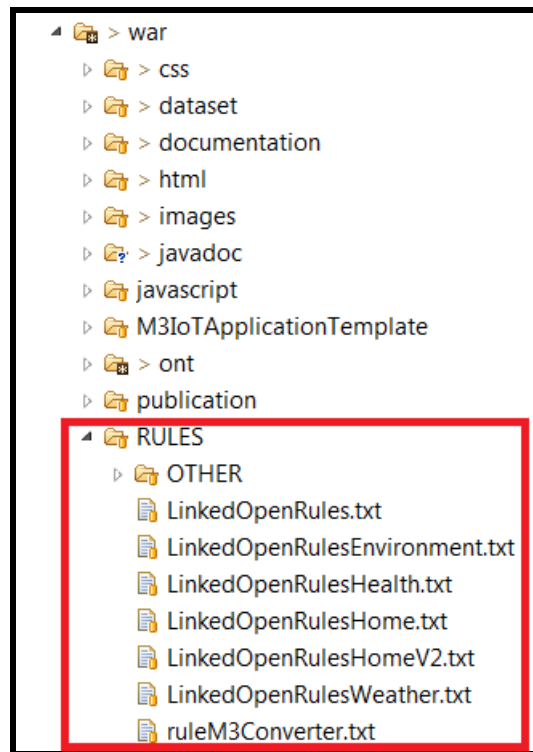 > war
> css
> dataset
> documentation
> html
> images
> javadoc
javascript
M3IoTApplicationTemplate
> ont
publication
RULES
OTHER
LinkedOpenRules.txt
LinkedOpenRulesEnvironment.txt
LinkedOpenRulesHealth.txt
LinkedOpenRulesHome.txt
LinkedOpenRulesHomeV2.txt
LinkedOpenRulesWeather.txt
ruleM3Converter.txt